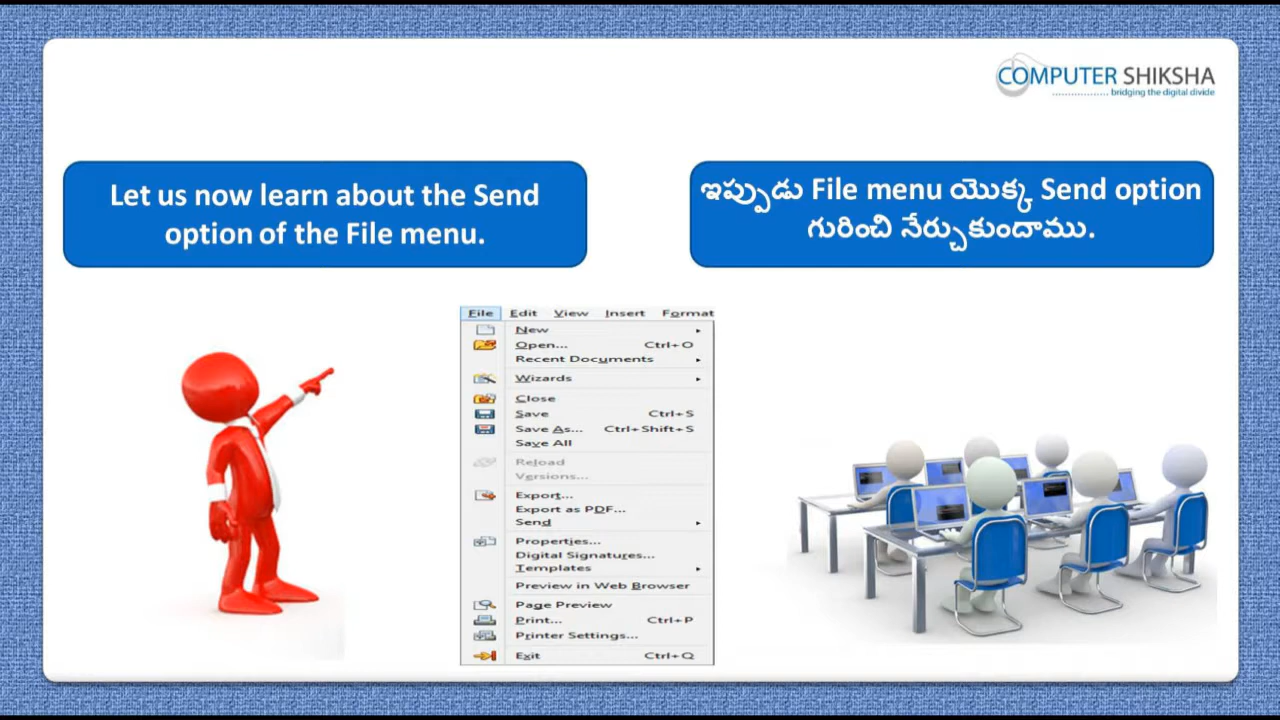 COMPUTER SHIKSHA
bridging the digital divide
Let us now learn about the Send
option of the File menu.
ఇప్పుడు File menu యొక్క Send option
గురించి నేర్చుకుందాము.
File Edit View Insert Format
New
Open... Ctrl+O
Recent Documents
Wizards
Close
Save Ctrl+S
Save As... Ctrl+Shift+S
Save All
Reload
Versions...
Export...
Export as PDF...
Send
Properties...
Digital Signatures...
Templates
Preview in Web Browser
Page Preview
Print... Ctrl+P
Printer Settings...
Exit Ctrl+Q